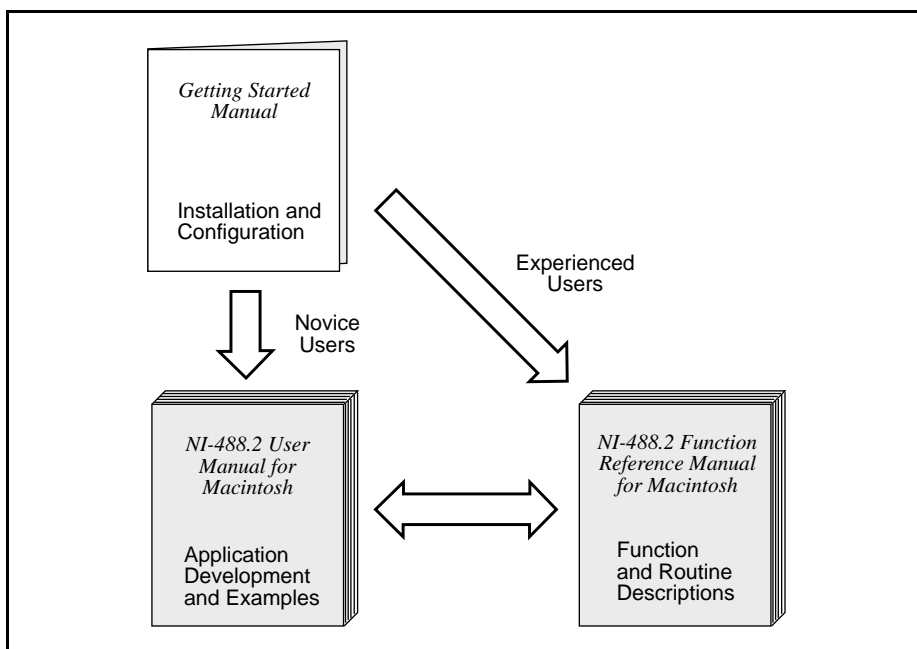 Getting Started
Manual
Installation and
Configuration
Experienced
Users
Novice
Users
NI-488.2 User
Manual for
Macintosh
Application
Development
and Examples
NI-488.2 Function
Reference Manual
for Macintosh
Function
and Routine
Descriptions